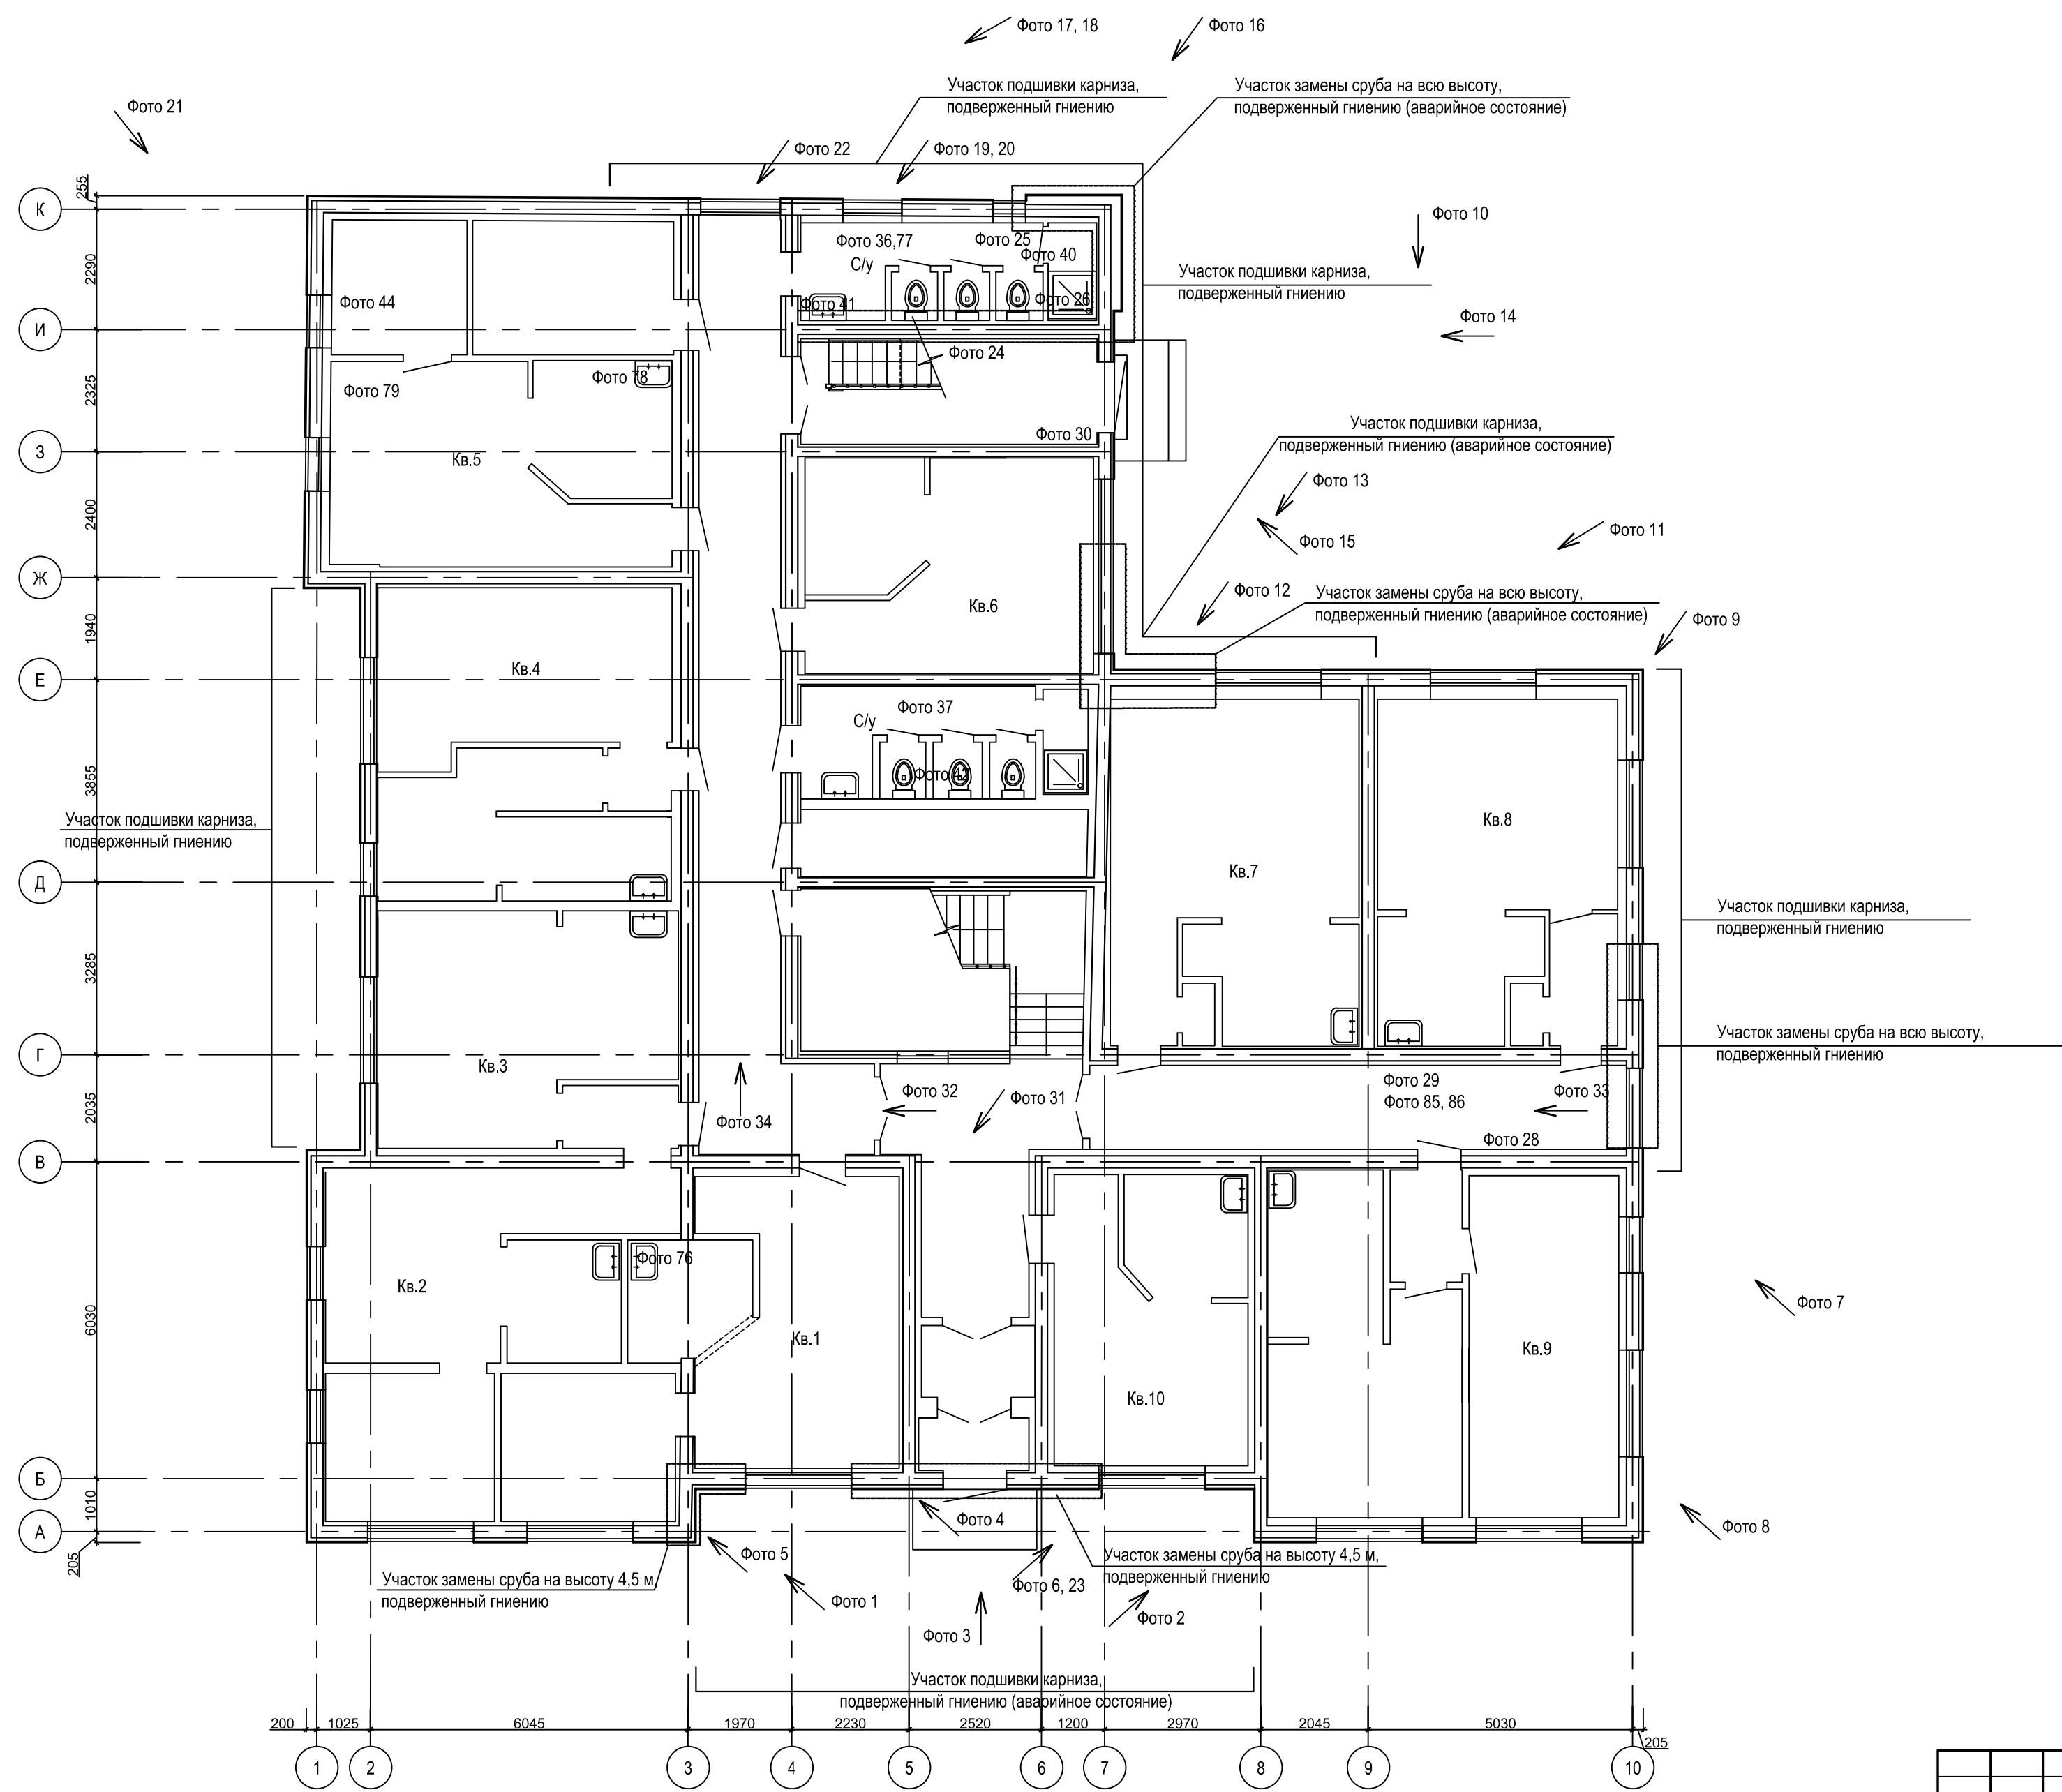 Фото 17, 18
Фото 16
Участок подшивки карниза,
подверженный гниению
Участок замены сруба на всю высоту,
подверженный гниению (аварийное состояние)
Фото 21
Фото 22
Фото 19, 20
255
К
Фото 10
Фото 36,77
С/у
Фото 25
Фото 40
2290
Участок подшивки карниза,
подверженный гниению
Фото 44
Фото 41
Фото 26
И
Фото 14
Фото 24
2325
Фото 79
Фото 78
Участок подшивки карниза,
подверженный гниению (аварийное состояние)
Фото 30
З
Кв.5
Фото 13
2400
Фото 15
Фото 11
Ж
Фото 12
Участок замены сруба на всю высоту,
подверженный гниению (аварийное состояние)
Кв.6
1940
Фото 9
Кв.4
Е
Фото 37
С/у
3855
Фото 42
Участок подшивки карниза,
подверженный гниению
Кв.8
Кв.7
Д
Участок подшивки карниза,
подверженный гниению
3285
Участок замены сруба на всю высоту,
подверженный гниению
Г
Кв.3
Фото 29
Фото 85, 86
Фото 32
Фото 31
Фото 33
2035
Фото 34
Фото 28
В
Фото 76
Кв.2
Фото 7
6030
Кв.1
Кв.9
Кв.10
Б
1010
Фото 4
Фото 8
А
205
Фото 5
Участок замены сруба на высоту 4,5 м,
подверженный гниению
Участок замены сруба на высоту 4,5 м,
подверженный гниению
Фото 6, 23
Фото 1
Фото 2
Фото 3
Участок подшивки карниза,
подверженный гниению (аварийное состояние)
200 1025 6045 1970 2230 2520 1200 2970 2045 5030
205
1 2 3 4 5 6 7 8 9 10